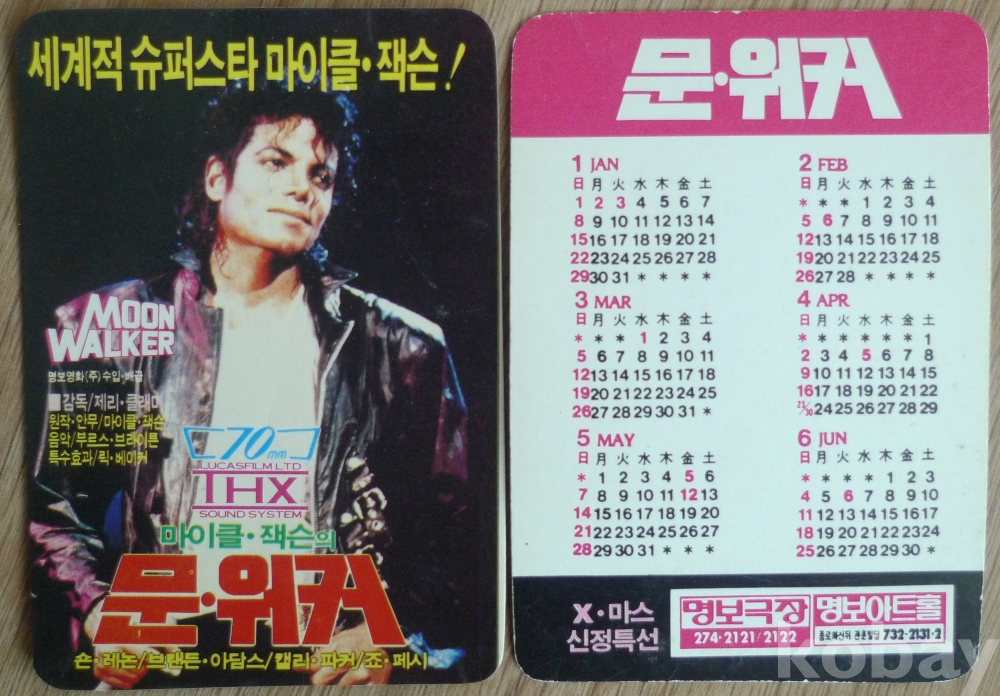 세계적 슈퍼스타 마이클·잭슨!
MOON
WALKER
명보영화(주) 수입·배급
■감독/제리·클래머
원작·안무/마이클·잭슨
음악/부르스·브라이튼
특수효과/릭·베이커
70mm
LUCASFILM LTD
THX
SOUND SYSTEM
마이클·잭슨의
문·워커
숀·레논/브랜든·아담스/캘리·파커/죠·페시
문·워커
1 JAN
日 月 火 水 木 金 土
1 2 3 4 5 6 7
8 9 10 11 12 13 14
15 16 17 18 19 20 21
22 23 24 25 26 27 28
29 30 31 * * * *
2 FEB
日 月 火 水 木 金 土
* * * 1 2 3 4
5 6 7 8 9 10 11
12 13 14 15 16 17 18
19 20 21 22 23 24 25
26 27 28 * * * *
3 MAR
日 月 火 水 木 金 土
* * * 1 2 3 4
5 6 7 8 9 10 11
12 13 14 15 16 17 18
19 20 21 22 23 24 25
26 27 28 29 30 31 *
4 APR
日 月 火 水 木 金 土
* * * * * * 1
2 3 4 5 6 7 8
9 10 11 12 13 14 15
16 17 18 19 20 21 22
23/30 24 25 26 27 28 29
5 MAY
日 月 火 水 木 金 土
* 1 2 3 4 5 6
7 8 9 10 11 12 13
14 15 16 17 18 19 20
21 22 23 24 25 26 27
28 29 30 31 * * *
6 JUN
日 月 火 水 木 金 土
* * * * 1 2 3
4 5 6 7 8 9 10
11 12 13 14 15 16 17
18 19 20 21 22 23 24
25 26 27 28 29 30 *
X·마스
신정특선
명보극장
274·2121/2122
명보아트홀
종로화신뒤 관훈빌딩 732-2131·2
kobay